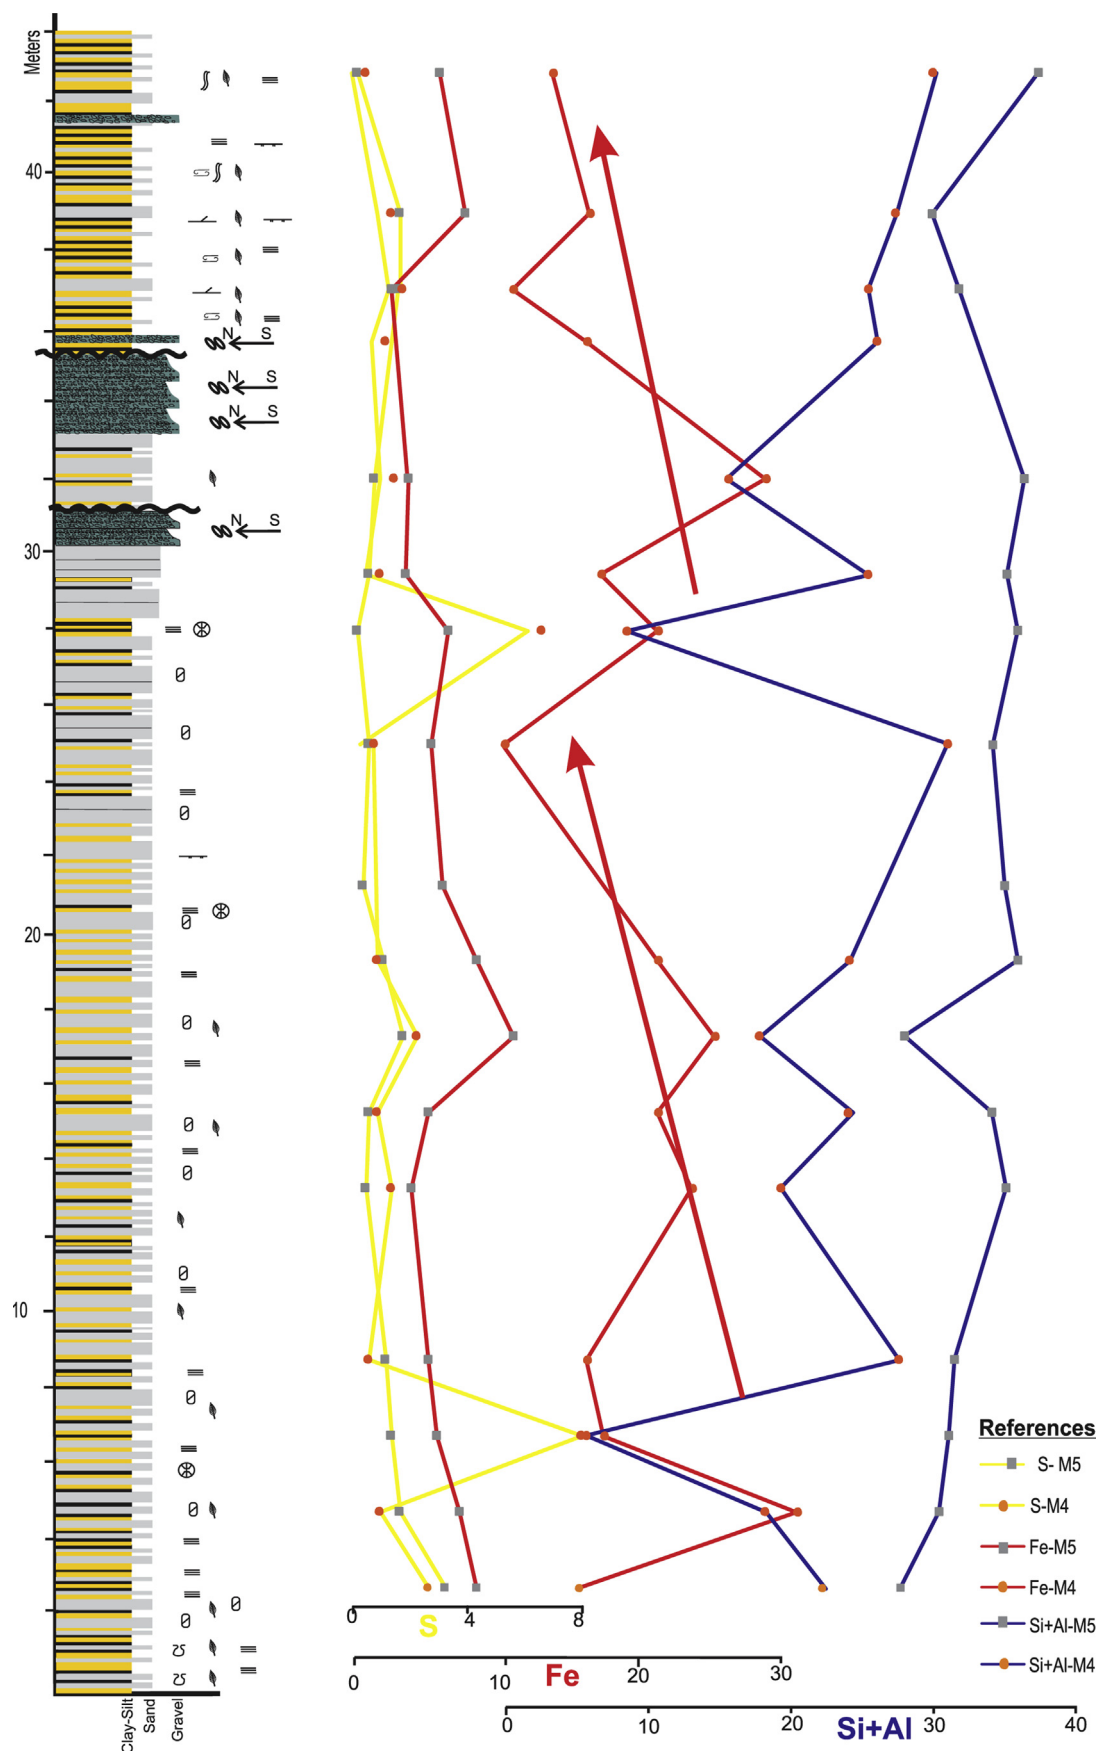 Meters
40
30
20
10
N S
N S
N S
N S
References
S- M5
S-M4
Fe-M5
Fe-M4
Si+Al-M5
Si+Al-M4
0 4 8
S
0 10 20 30
Fe
0 10 20 30 40
Si+Al
Clay-Silt
Sand
Gravel